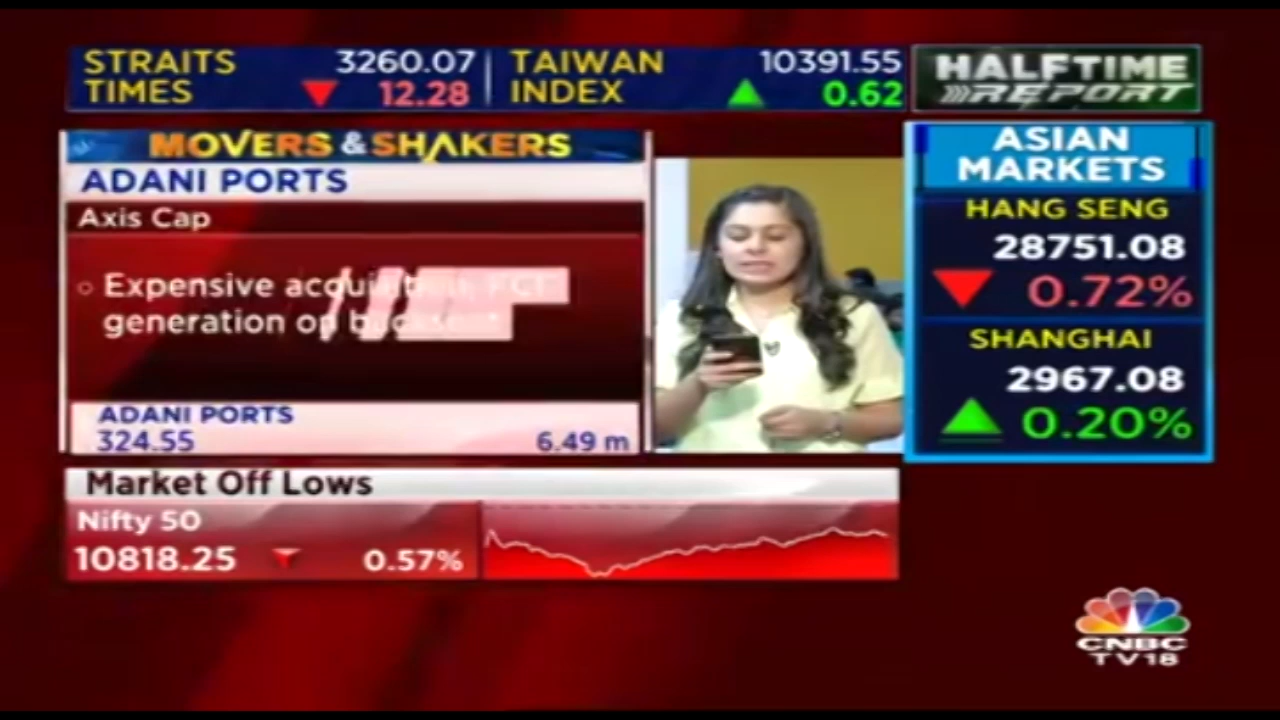 STRAITS 3260.07
TIMES ▼ 12.28
TAIWAN 10391.55
INDEX ▲ 0.62
HALFTIME
REPORT
MOVERS & SHAKERS
ADANI PORTS
Axis Cap
Expensive
generation on
ADANI PORTS
324.55 6.49 m
ASIAN
MARKETS
HANG SENG
28751.08
▼ 0.72%
SHANGHAI
2967.08
▲ 0.20%
Market Off Lows
Nifty 50
10818.25 ▼ 0.57%
CNBC
TV18